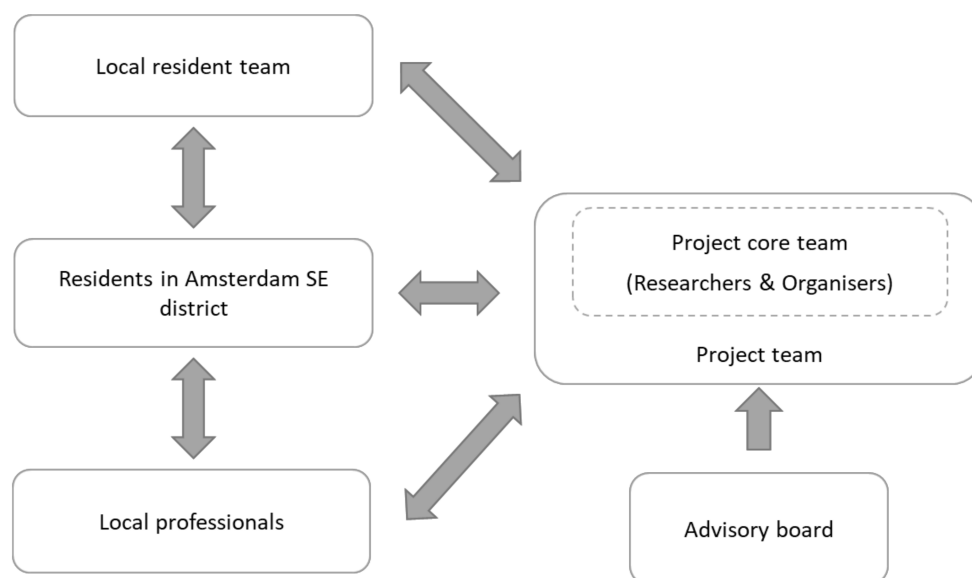 Local resident team
Residents in Amsterdam SE
district
Local professionals
Project core team
(Researchers & Organisers)
Project team
Advisory board